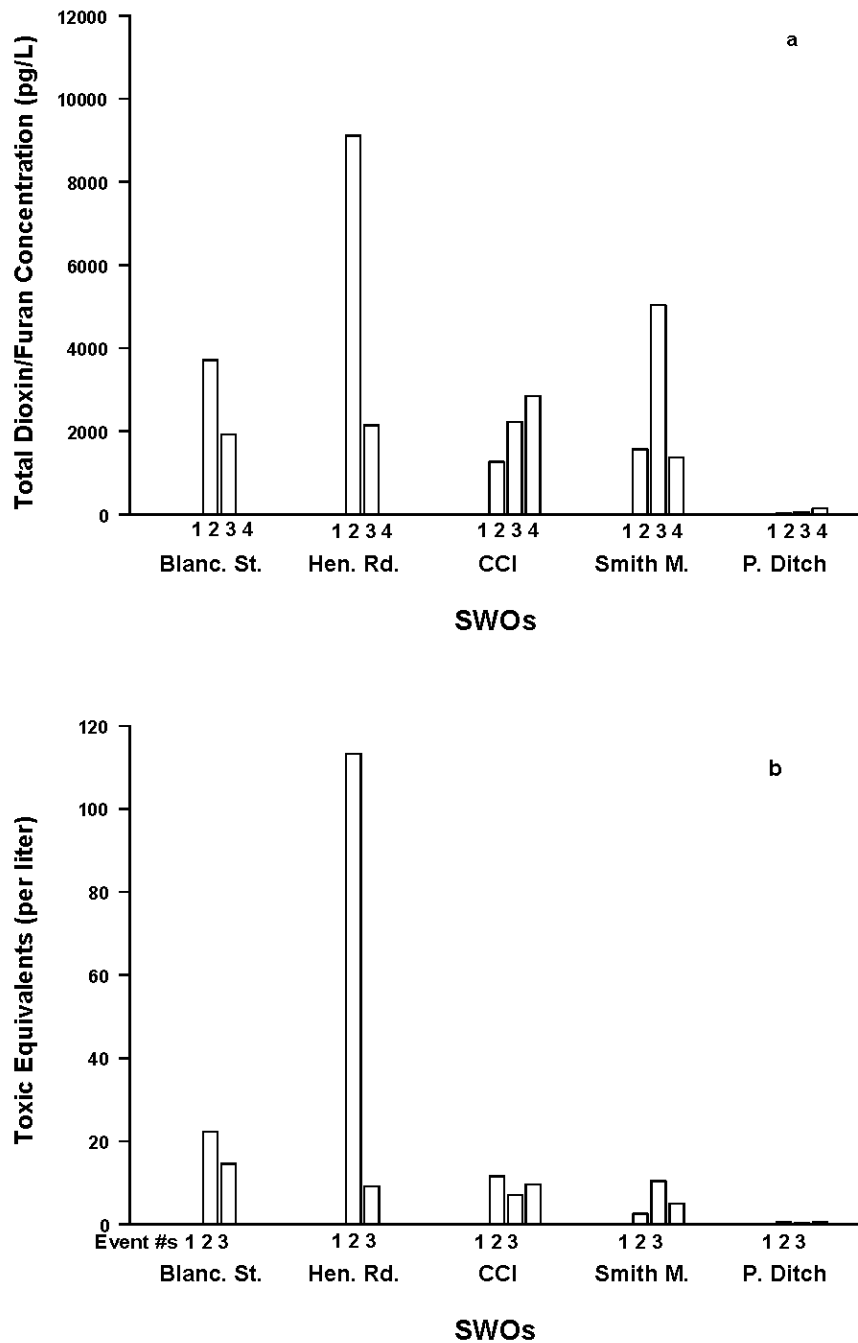 12000
a
10000
8000
6000
4000
2000
0
Total Dioxin/Furan Concentration (pg/L)
1 2 3 4 1 2 3 4 1 2 3 4 1 2 3 4 1 2 3 4
Blanc. St. Hen. Rd. CCI Smith M. P. Ditch
SWOs
120
b
100
80
60
40
20
0
Toxic Equivalents (per liter)
Event #s 1 2 3 1 2 3 1 2 3 1 2 3 1 2 3
Blanc. St. Hen. Rd. CCI Smith M. P. Ditch
SWOs